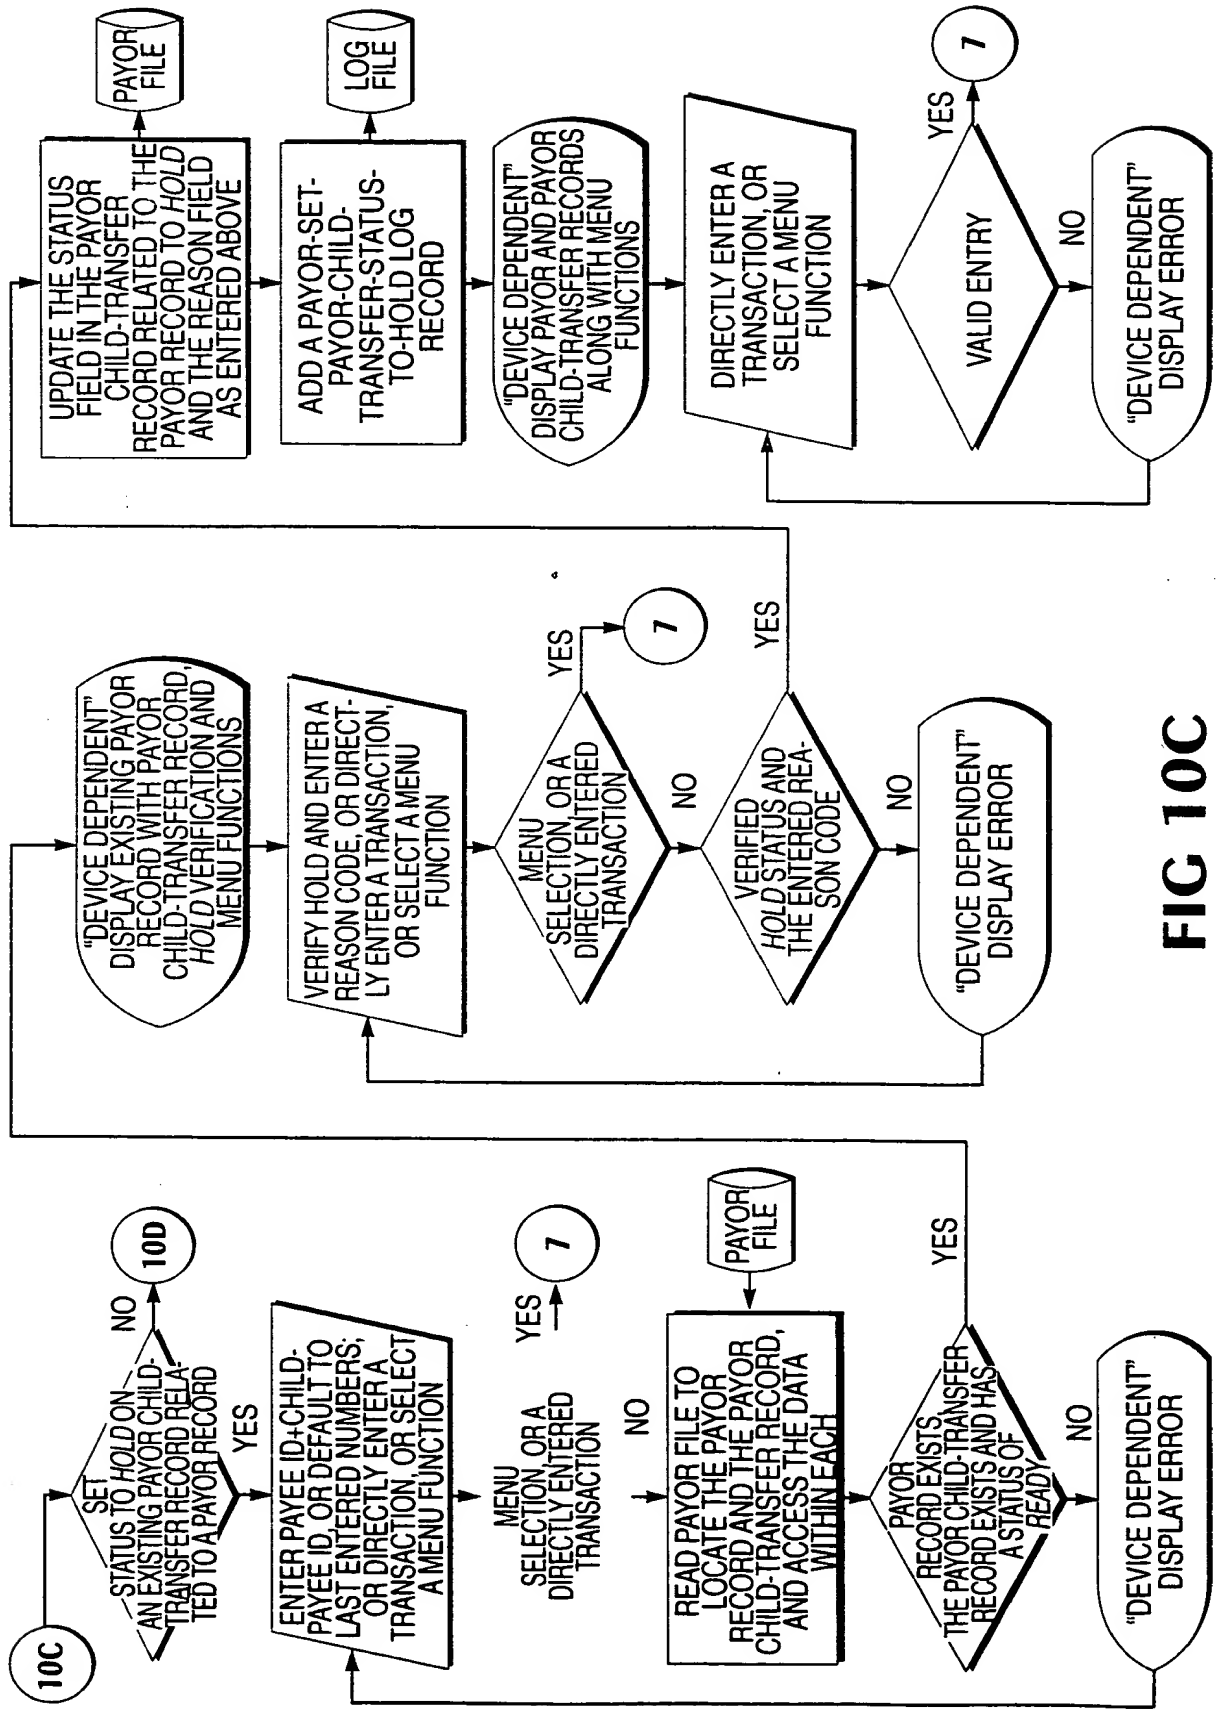 10C
SET
STATUS TO HOLD ON
AN EXISTING PAYOR CHILD-
TRANSFER RECORD RELA-
TED TO A PAYOR RECORD
NO
10D
YES
ENTER PAYEE ID+CHILD-
PAYEE ID, OR DEFAULT TO
LAST ENTERED NUMBERS;
OR DIRECTLY ENTER A
TRANSACTION, OR SELECT
A MENU FUNCTION
MENU
SELECTION, OR A
DIRECTLY ENTERED
TRANSACTION
YES
7
NO
READ PAYOR FILE TO
LOCATE THE PAYOR
RECORD AND THE PAYOR
CHILD-TRANSFER RECORD,
AND ACCESS THE DATA
WITHIN EACH
PAYOR
FILE
PAYOR
RECORD EXISTS,
THE PAYOR CHILD-TRANSFER
RECORD EXISTS AND HAS
A STATUS OF
READY
YES
NO
"DEVICE DEPENDENT"
DISPLAY ERROR
"DEVICE DEPENDENT"
DISPLAY EXISTING PAYOR
RECORD WITH PAYOR
CHILD-TRANSFER RECORD,
HOLD VERIFICATION AND
MENU FUNCTIONS
VERIFY HOLD AND ENTER A
REASON CODE, OR DIRECT-
LY ENTER A TRANSACTION,
OR SELECT A MENU
FUNCTION
MENU
SELECTION, OR A
DIRECTLY ENTERED
TRANSACTION
YES
7
NO
VERIFIED
HOLD STATUS AND
THE ENTERED REA-
SON CODE
YES
NO
"DEVICE DEPENDENT"
DISPLAY ERROR
UPDATE THE STATUS
FIELD IN THE PAYOR
CHILD-TRANSFER
RECORD RELATED TO THE
PAYOR RECORD TO HOLD
AND THE REASON FIELD
AS ENTERED ABOVE
PAYOR
FILE
ADD A PAYOR-SET-
PAYOR-CHILD-
TRANSFER-STATUS-
TO-HOLD LOG
RECORD
LOG
FILE
"DEVICE DEPENDENT"
DISPLAY PAYOR AND PAYOR
CHILD-TRANSFER RECORDS
ALONG WITH MENU
FUNCTIONS
DIRECTLY ENTER A
TRANSACTION, OR
SELECT A MENU
FUNCTION
VALID ENTRY
YES
7
NO
"DEVICE DEPENDENT"
DISPLAY ERROR
FIG 10C